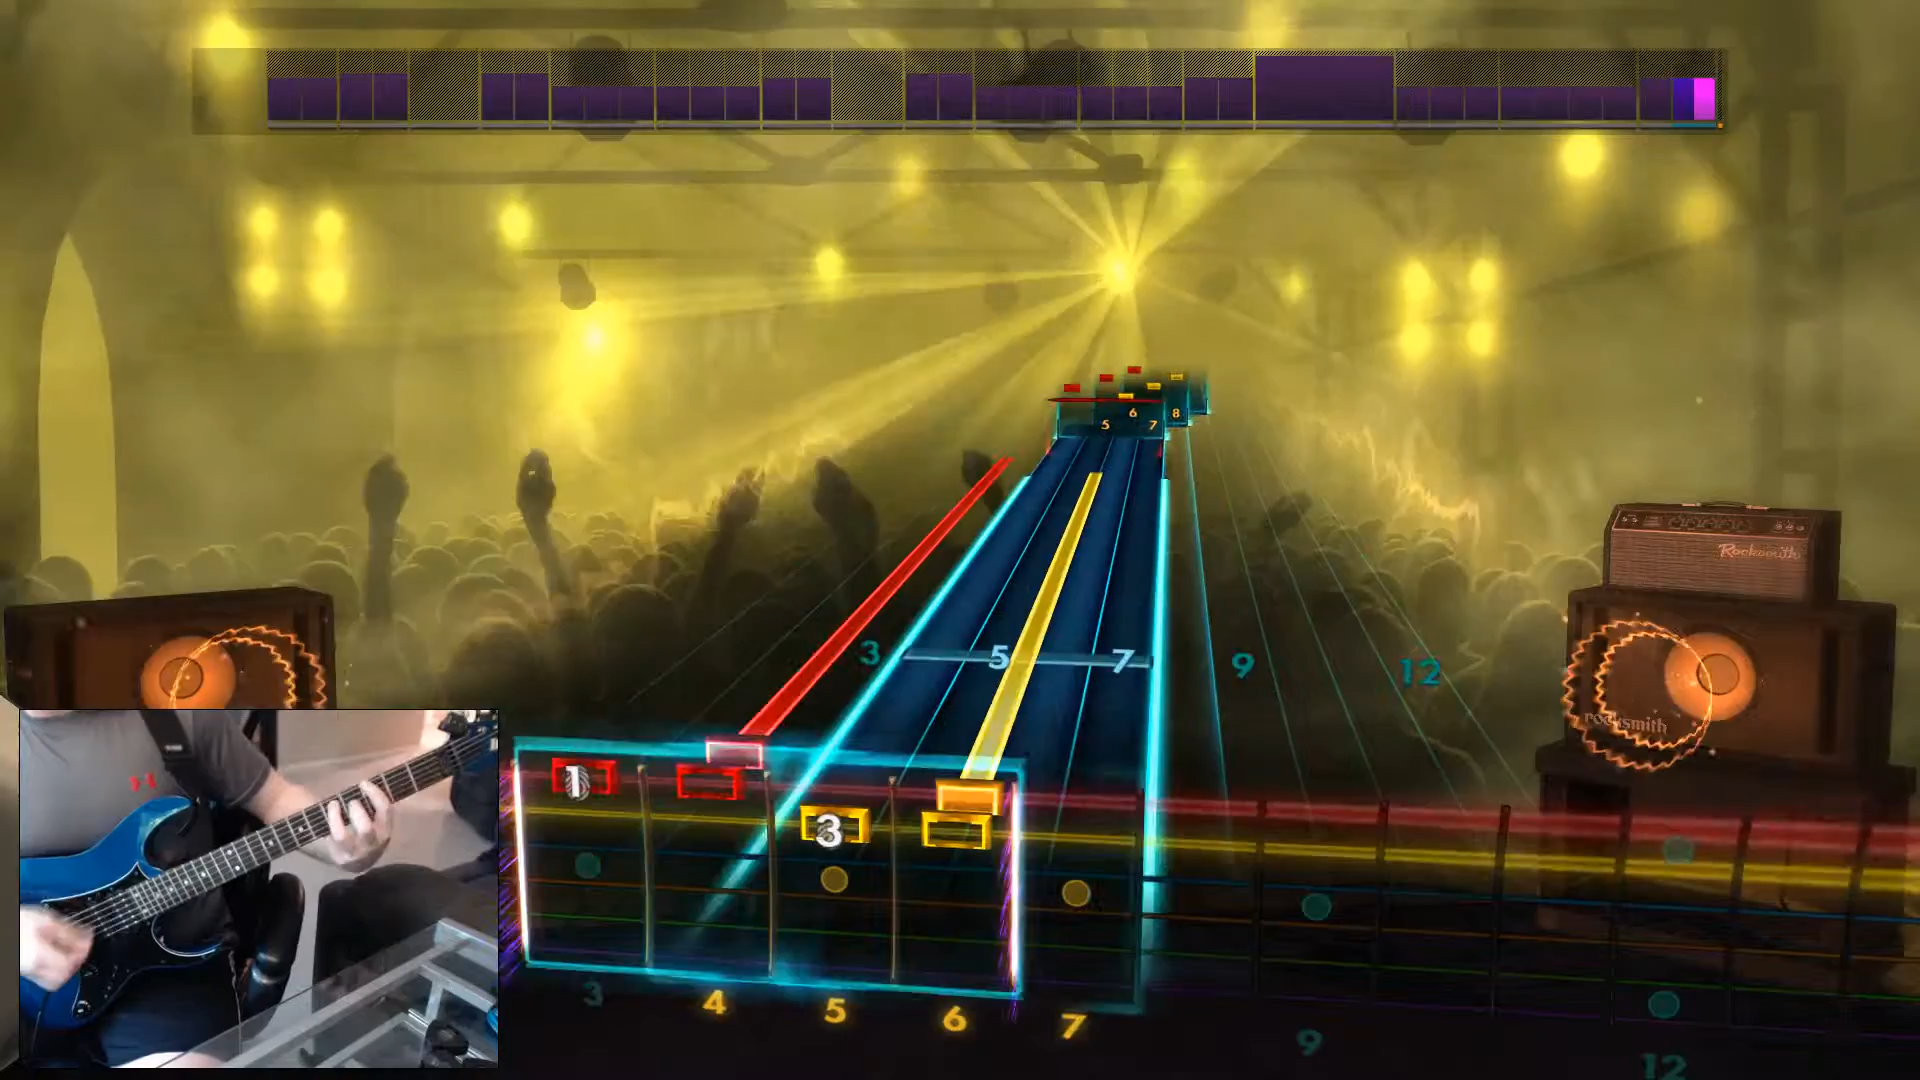 6 8
5 7
Rocksmith
3 5 7 9 12
rocksmith
1
3
3 4 5 6 7 9 12